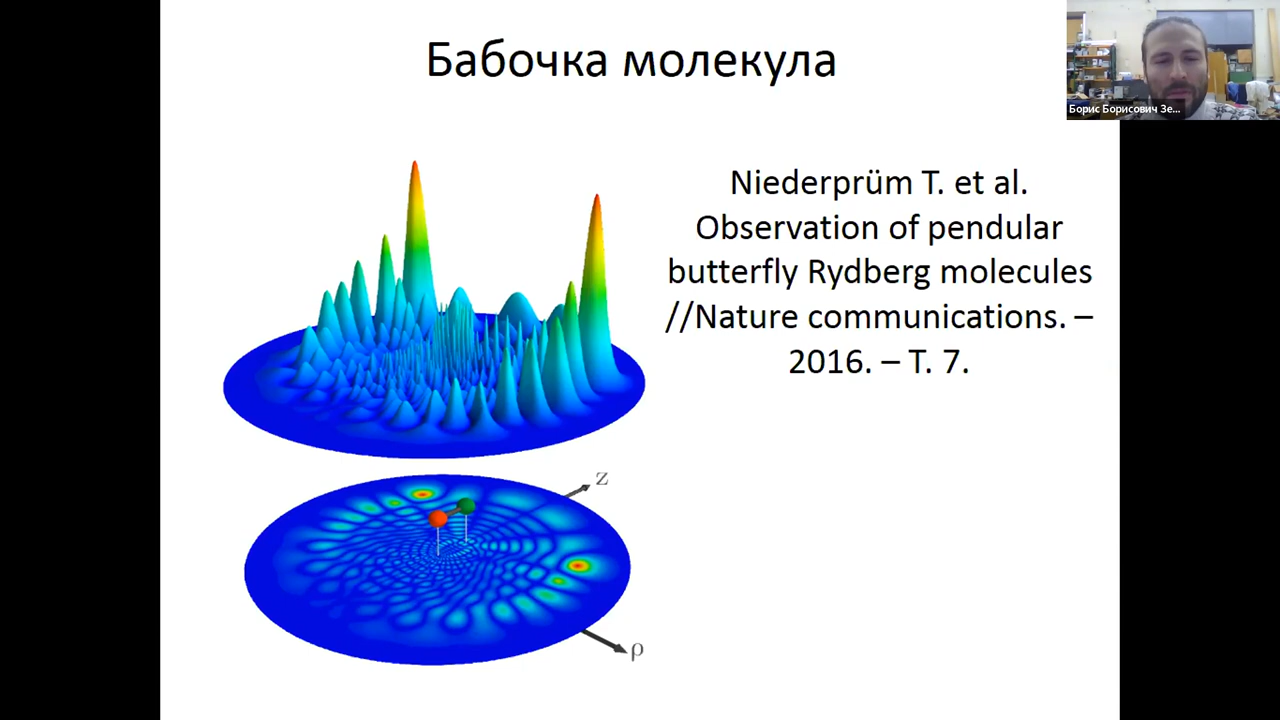 Бабочка молекула
Борис Борисович Зе...
Niederprüm T. et al.
Observation of pendular
butterfly Rydberg molecules
//Nature communications. –
2016. – Т. 7.
z
ρ